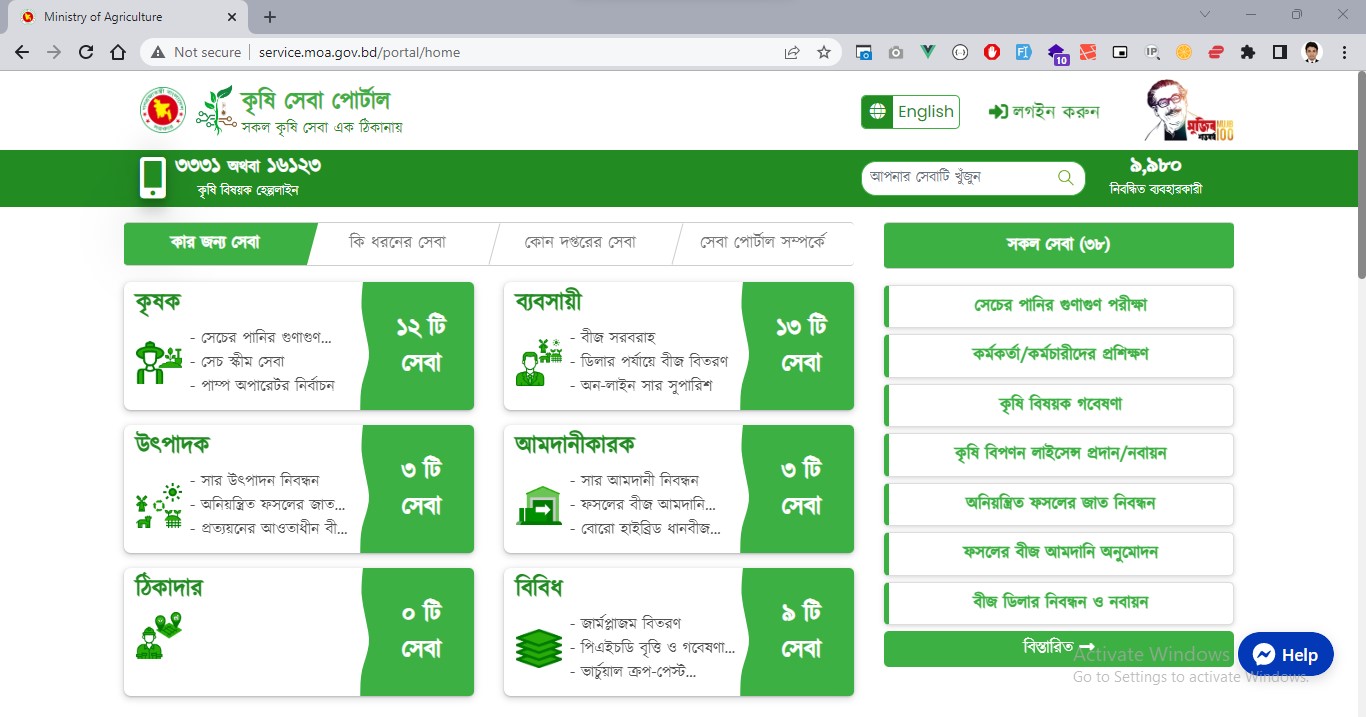 Ministry of Agriculture
Not secure
service.moa.gov.bd/portal/home
10
কৃষি সেবা পোর্টাল
সকল কৃষি সেবা এক ঠিকানায়
English
লগইন করুন
মুজিব
100
৩৩৩১ অথবা ১৬১২৩
কৃষি বিষয়ক হেল্পলাইন
আপনার সেবাটি খুঁজুন
৯,৯৮০
নিবন্ধিত ব্যবহারকারী
কার জন্য সেবা
কি ধরনের সেবা
কোন দপ্তরের সেবা
সেবা পোর্টাল সম্পর্কে
কৃষক
- সেচের পানির গুণাগুণ...
- সেচ স্কীম সেবা
- পাম্প অপারেটর নির্বাচন
১২ টি
সেবা
ব্যবসায়ী
- বীজ সরবরাহ
- ডিলার পর্যায়ে বীজ বিতরণ
- অন-লাইন সার সুপারিশ
১৩ টি
সেবা
উৎপাদক
- সার উৎপাদন নিবন্ধন
- অনিয়ন্ত্রিত ফসলের জাত...
- প্রত্যয়নের আওতাধীন বী...
৩ টি
সেবা
আমদানীকারক
- সার আমদানী নিবন্ধন
- ফসলের বীজ আমদানি...
- বোরো হাইব্রিড ধানবীজ...
৩ টি
সেবা
ঠিকাদার
০ টি
সেবা
বিবিধ
- জার্মপ্লাজম বিতরণ
- পিএইচডি বৃত্তি ও গবেষণা...
- ভার্চুয়াল ক্রপ-পেস্ট...
৯ টি
সেবা
সকল সেবা (৩৮)
সেচের পানির গুণাগুণ পরীক্ষা
কর্মকর্তা/কর্মচারীদের প্রশিক্ষণ
কৃষি বিষয়ক গবেষণা
কৃষি বিপণন লাইসেন্স প্রদান/নবায়ন
অনিয়ন্ত্রিত ফসলের জাত নিবন্ধন
ফসলের বীজ আমদানি অনুমোদন
বীজ ডিলার নিবন্ধন ও নবায়ন
বিস্তারিত
Help
Activate Windows
Go to Settings to activate Windows.